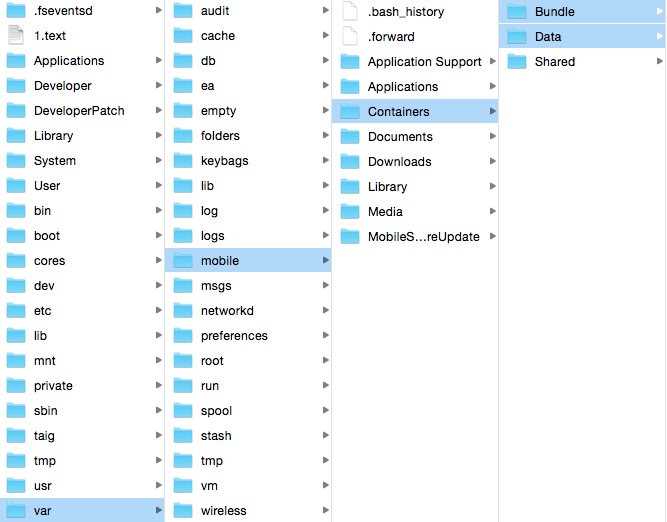 .fseventsd
1.text
Applications
Developer
DeveloperPatch
Library
System
User
bin
boot
cores
dev
etc
lib
mnt
private
sbin
taig
tmp
usr
var
audit
cache
db
ea
empty
folders
keybags
lib
log
logs
mobile
msgs
networkd
preferences
root
run
spool
stash
tmp
vm
wireless
.bash_history
.forward
Application Support
Applications
Containers
Documents
Downloads
Library
Media
MobileS...reUpdate
Bundle
Data
Shared